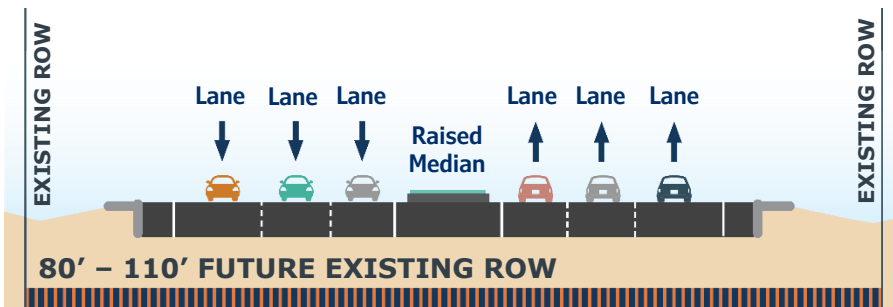 EXISTING ROW
Lane
Lane
Lane
Raised
Median
Lane
Lane
Lane
EXISTING ROW
80’ – 110’ FUTURE EXISTING ROW